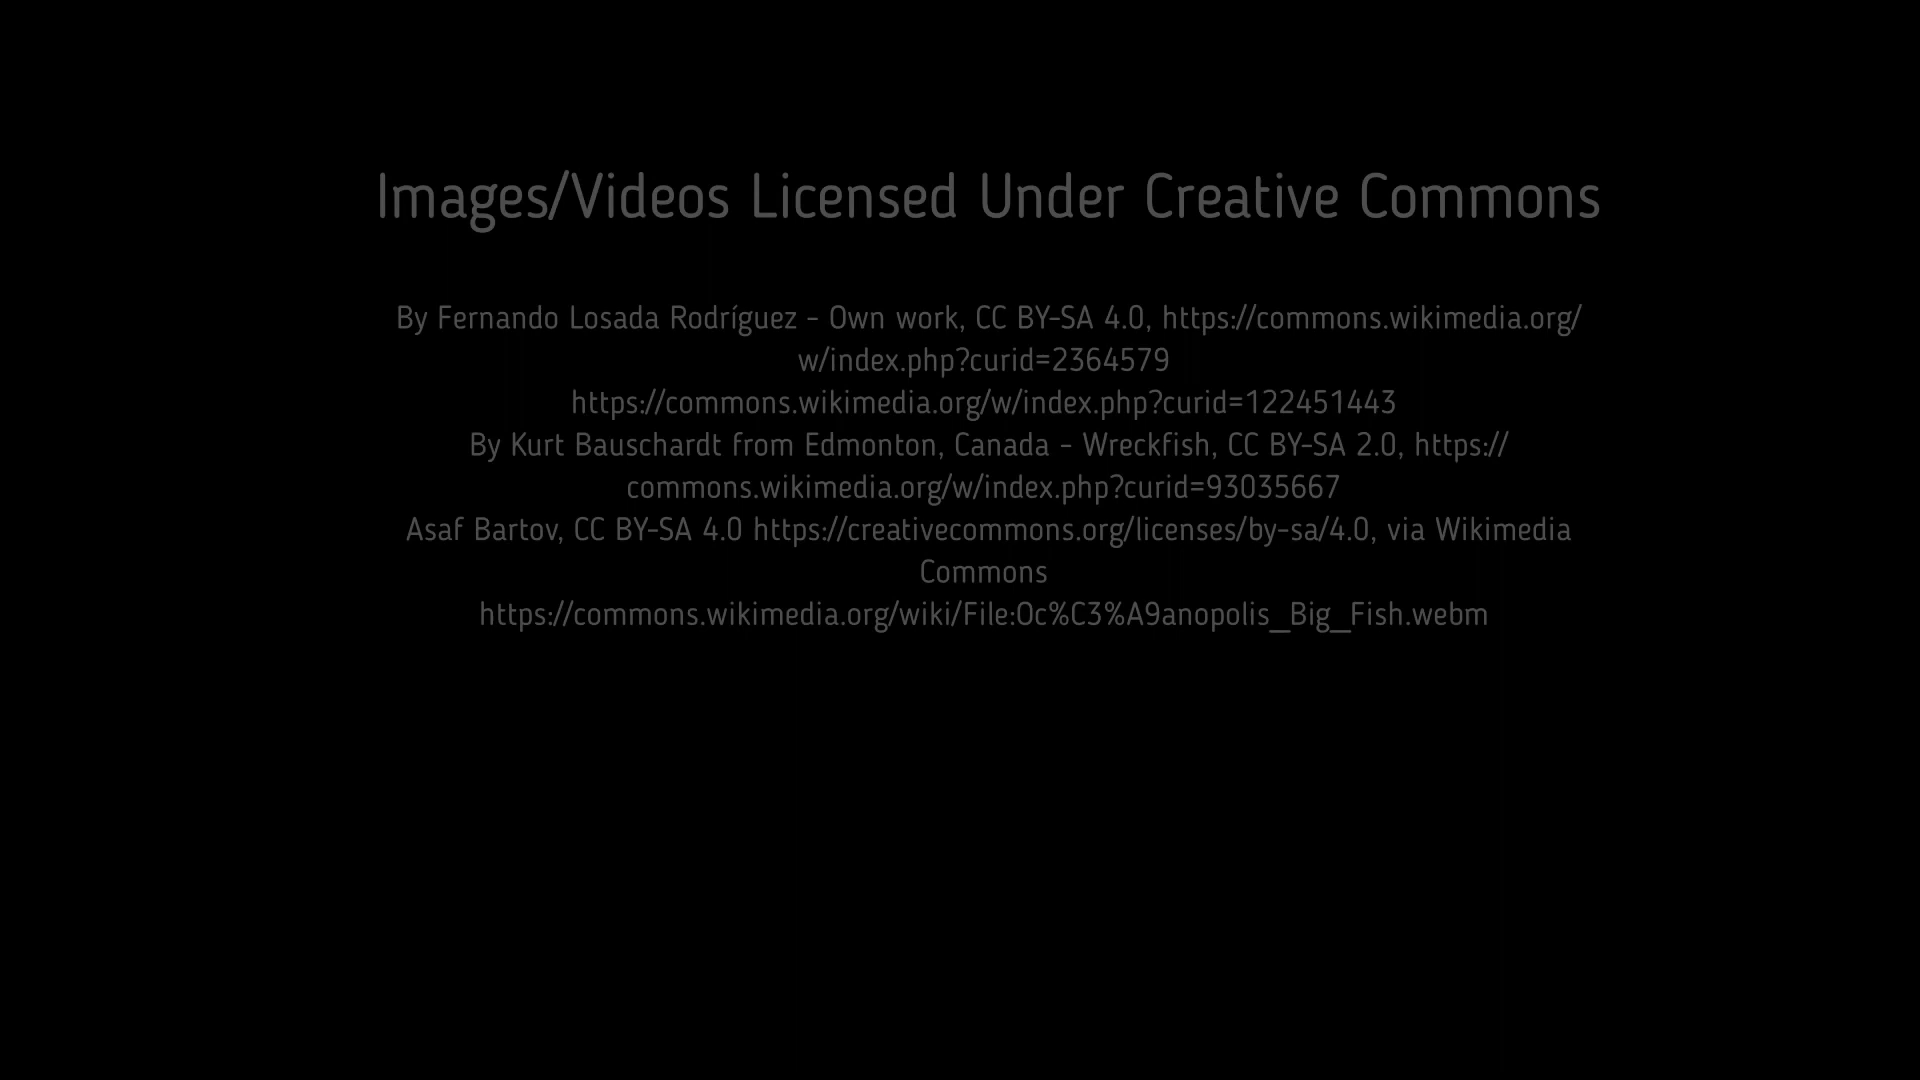 Images/Videos Licensed Under Creative Commons
By Fernando Losada Rodríguez - Own work, CC BY-SA 4.0, https://commons.wikimedia.org/
w/index.php?curid=2364579
https://commons.wikimedia.org/w/index.php?curid=122451443
By Kurt Bauschardt from Edmonton, Canada - Wreckfish, CC BY-SA 2.0, https://
commons.wikimedia.org/w/index.php?curid=93035667
Asaf Bartov, CC BY-SA 4.0 https://creativecommons.org/licenses/by-sa/4.0, via Wikimedia
Commons
https://commons.wikimedia.org/wiki/File:Oc%C3%A9anopolis_Big_Fish.webm